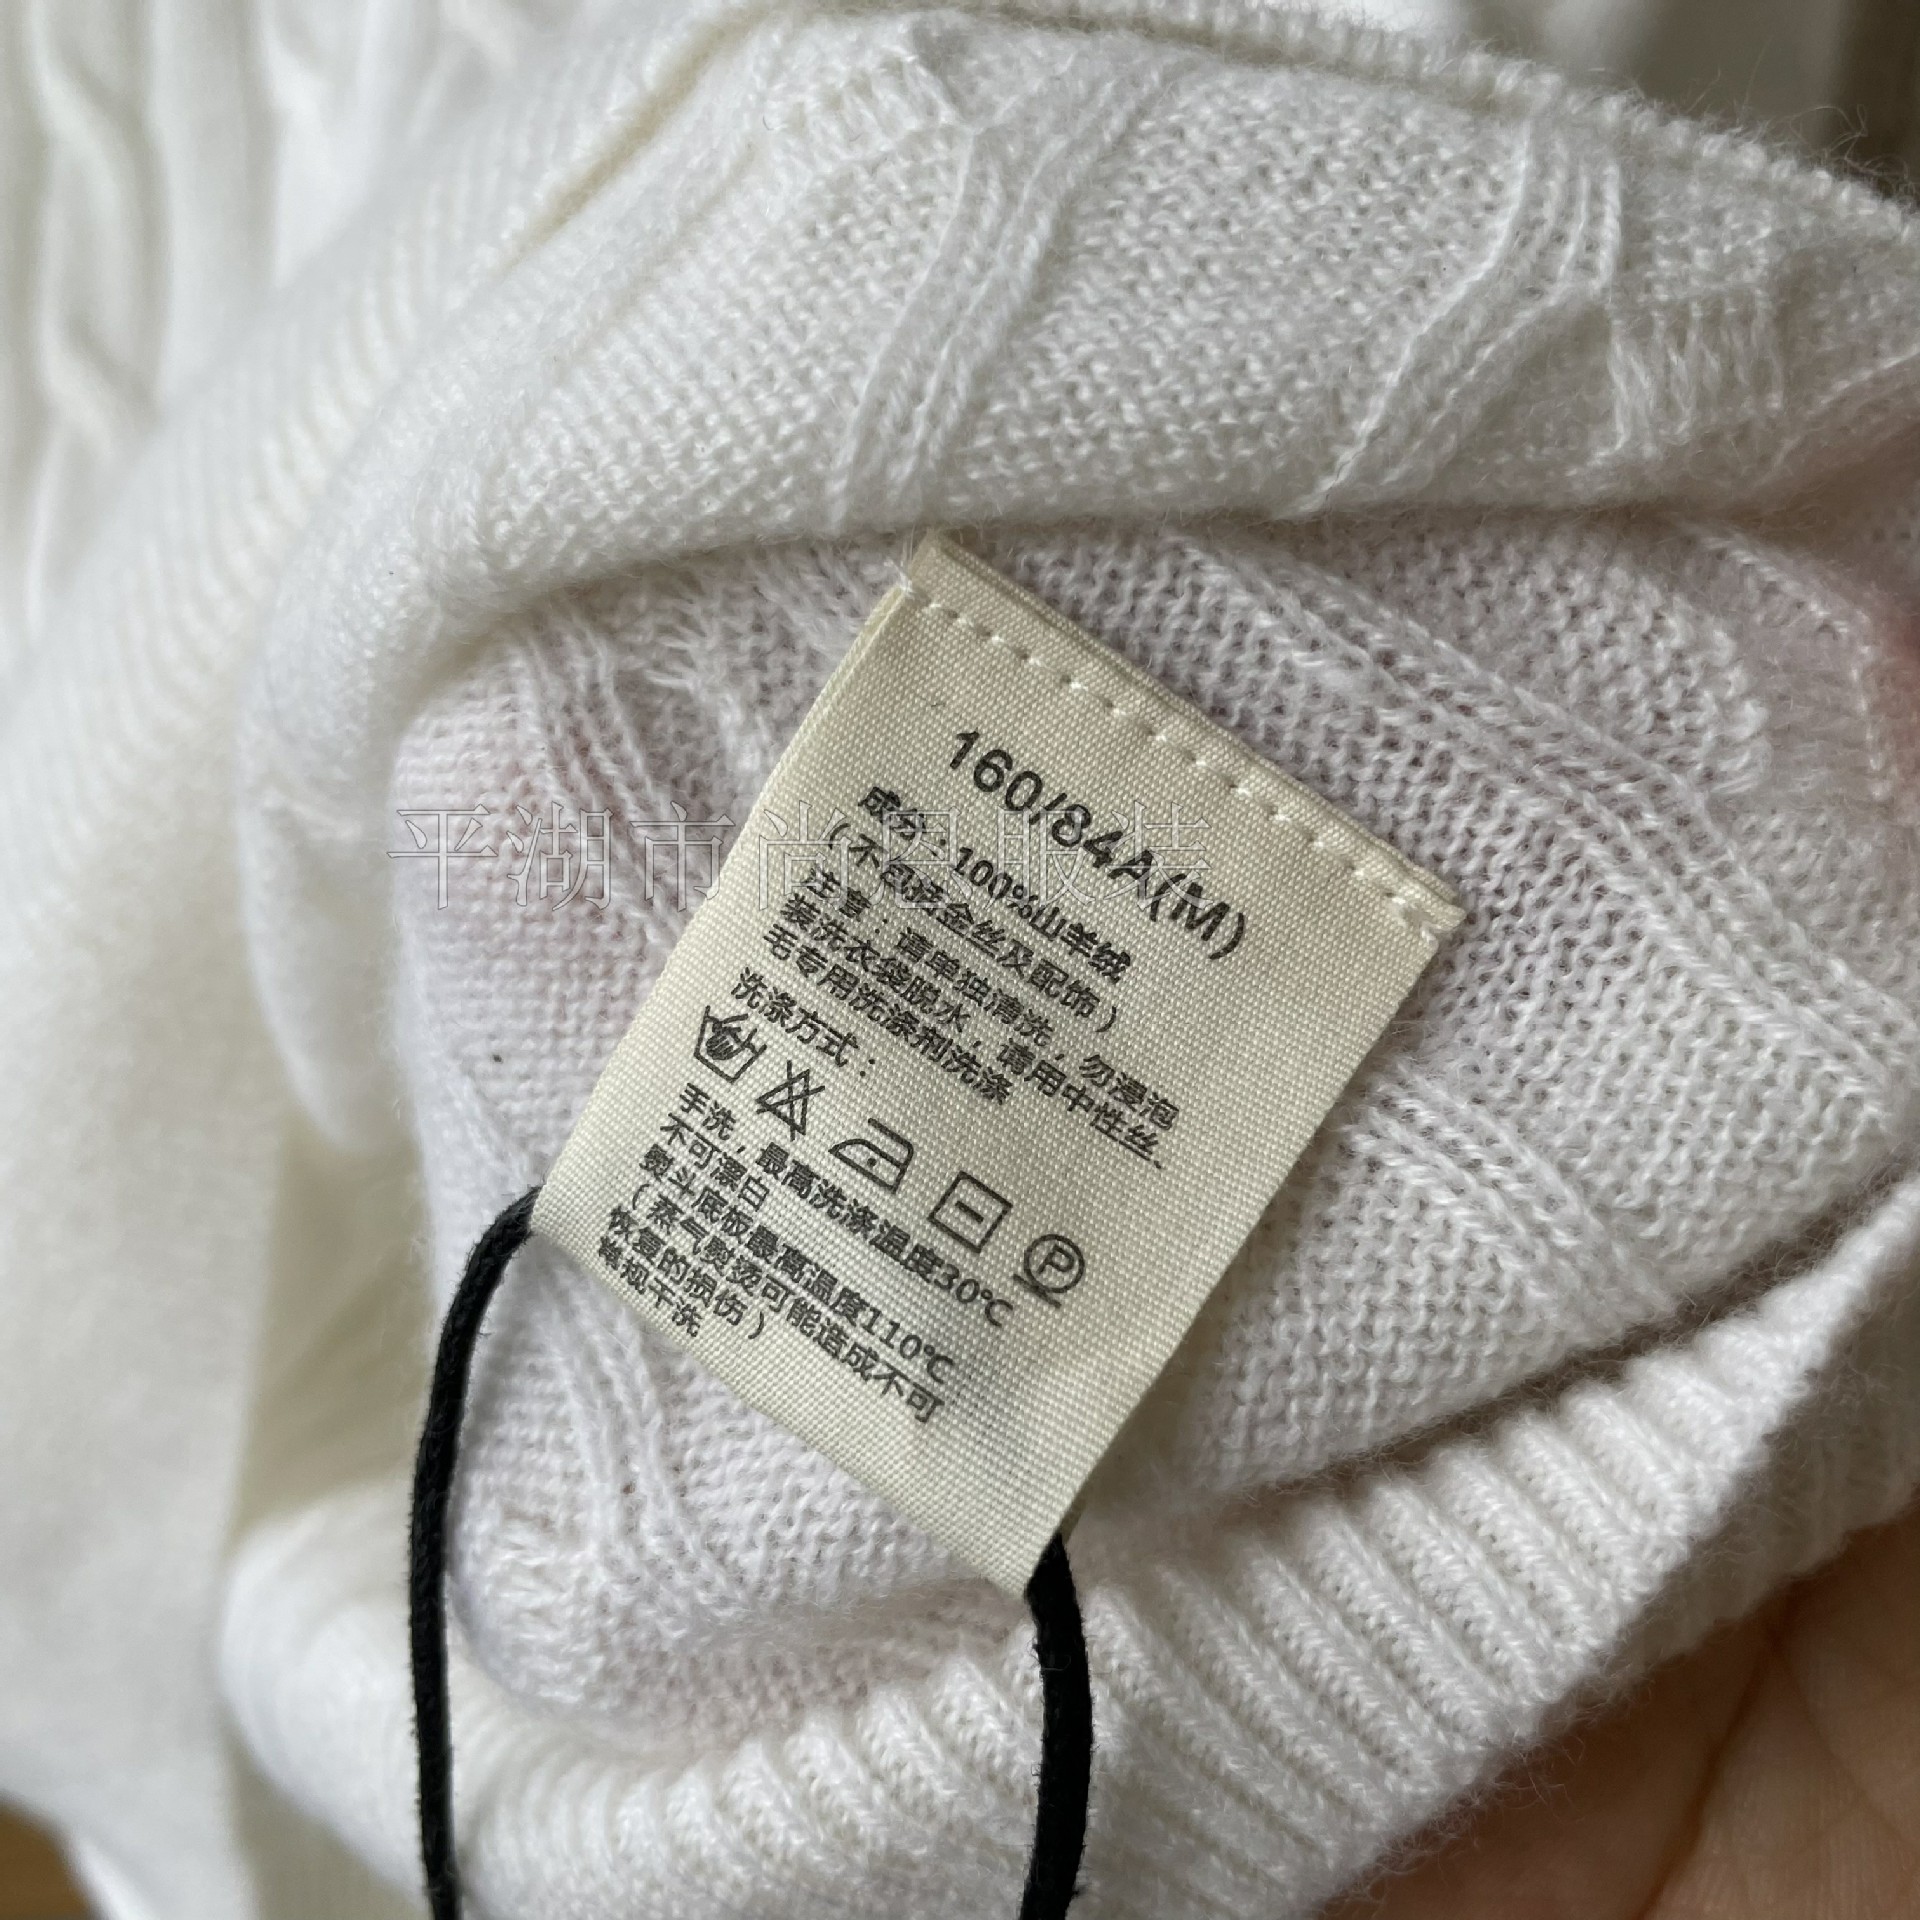 160/84A(M)
成分：100%山羊绒
（不包括金丝及配饰）
注意：请单独清洗，勿浸泡
装洗衣袋脱水，请用中性丝、
毛专用洗涤剂洗涤
洗涤方式：
P
手洗，最高洗涤温度30℃
不可漂白
熨斗底板最高温度110℃
（蒸气熨烫可能造成不可
恢复的损伤）
常规干洗
平湖市尚恩服装